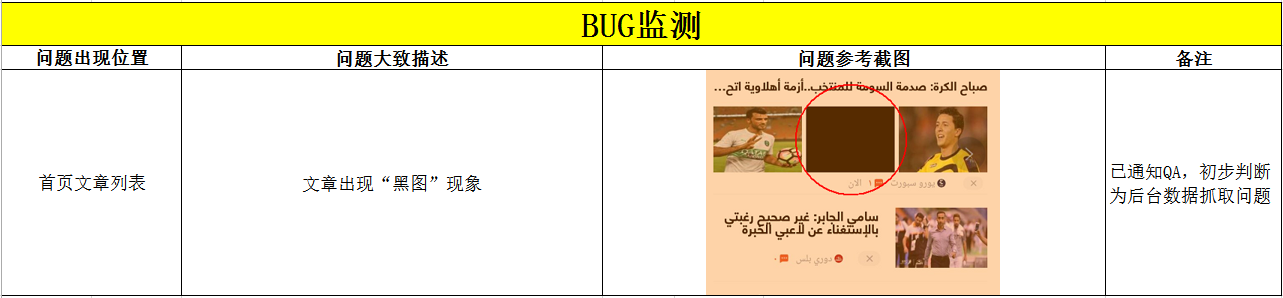 BUG监测
问题出现位置
问题大致描述
问题参考截图
备注
首页文章列表
文章出现“黑图”现象
صباح الكرة: صدمة السومة للمنتخب..أزمة أهلاوية اتح...
يورو سبورت
١ الآن
سامي الجابر: غير صحيح رغبتي
بالإستغناء عن لاعبي الخبرة
دوري بلس
٠
已通知QA，初步判断
为后台数据抓取问题